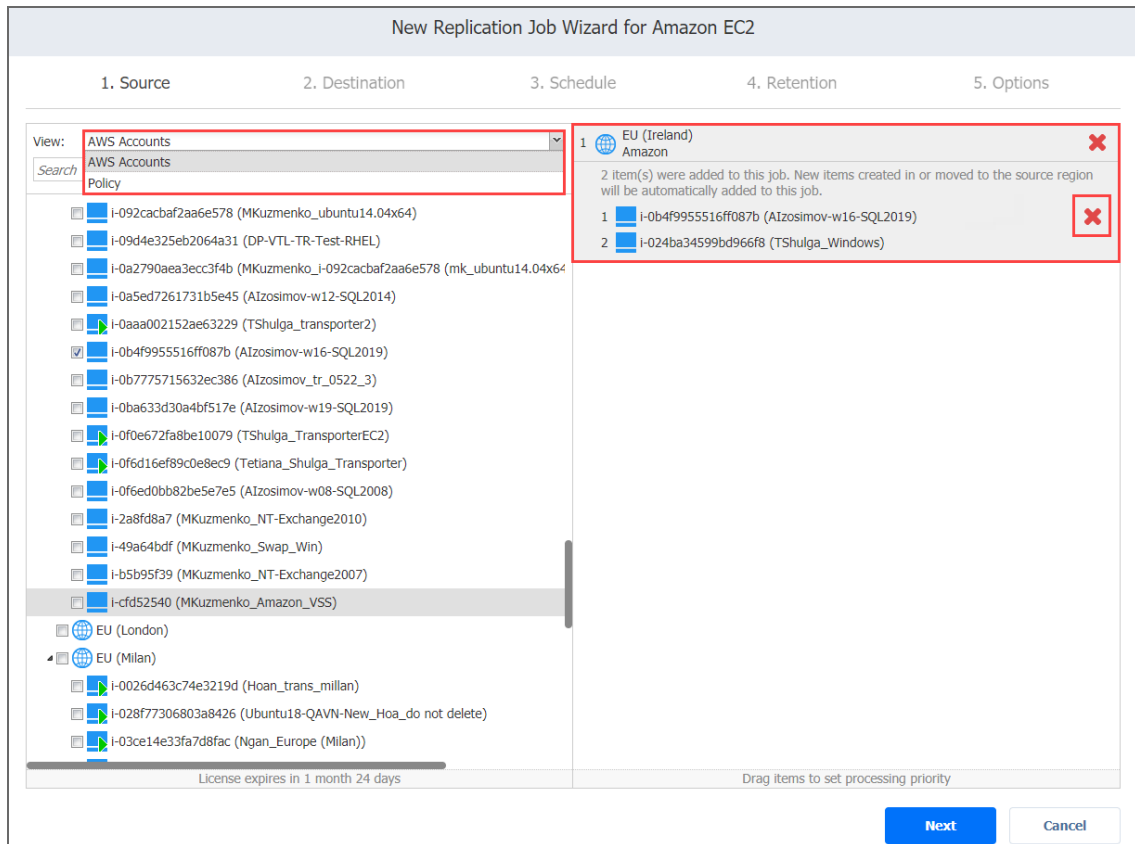 New Replication Job Wizard for Amazon EC2
1. Source
2. Destination
3. Schedule
4. Retention
5. Options
View:
AWS Accounts
AWS Accounts
Policy
Search
i-092cacbaf2aa6e578 (MKuzmenko_ubuntu14.04x64)
i-09d4e325eb2064a31 (DP-VTL-TR-Test-RHEL)
i-0a2790aea3ecc3f4b (MKuzmenko_i-092cacbaf2aa6e578 (mk_ubuntu14.04x64
i-0a5ed7261731b5e45 (AIzosimov-w12-SQL2014)
i-0aaa002152ae63229 (TShulga_transporter2)
i-0b4f9955516ff087b (AIzosimov-w16-SQL2019)
i-0b7775715632ec386 (AIzosimov_tr_0522_3)
i-0ba633d30a4bf517e (AIzosimov-w19-SQL2019)
i-0f0e672fa8be10079 (TShulga_TransporterEC2)
i-0f6d16ef89c0e8ec9 (Tetiana_Shulga_Transporter)
i-0f6ed0bb82be5e7e5 (AIzosimov-w08-SQL2008)
i-2a8fd8a7 (MKuzmenko_NT-Exchange2010)
i-49a64bdf (MKuzmenko_Swap_Win)
i-b5b95f39 (MKuzmenko_NT-Exchange2007)
i-cfd52540 (MKuzmenko_Amazon_VSS)
EU (London)
EU (Milan)
i-0026d463c74e3219d (Hoan_trans_millan)
i-028f77306803a8426 (Ubuntu18-QAVN-New_Hoa_do not delete)
i-03ce14e33fa7d8fac (Ngan_Europe (Milan))
License expires in 1 month 24 days
1 EU (Ireland)
Amazon
2 item(s) were added to this job. New items created in or moved to the source region
will be automatically added to this job.
1 i-0b4f9955516ff087b (AIzosimov-w16-SQL2019)
2 i-024ba34599bd966f8 (TShulga_Windows)
Drag items to set processing priority
Next
Cancel